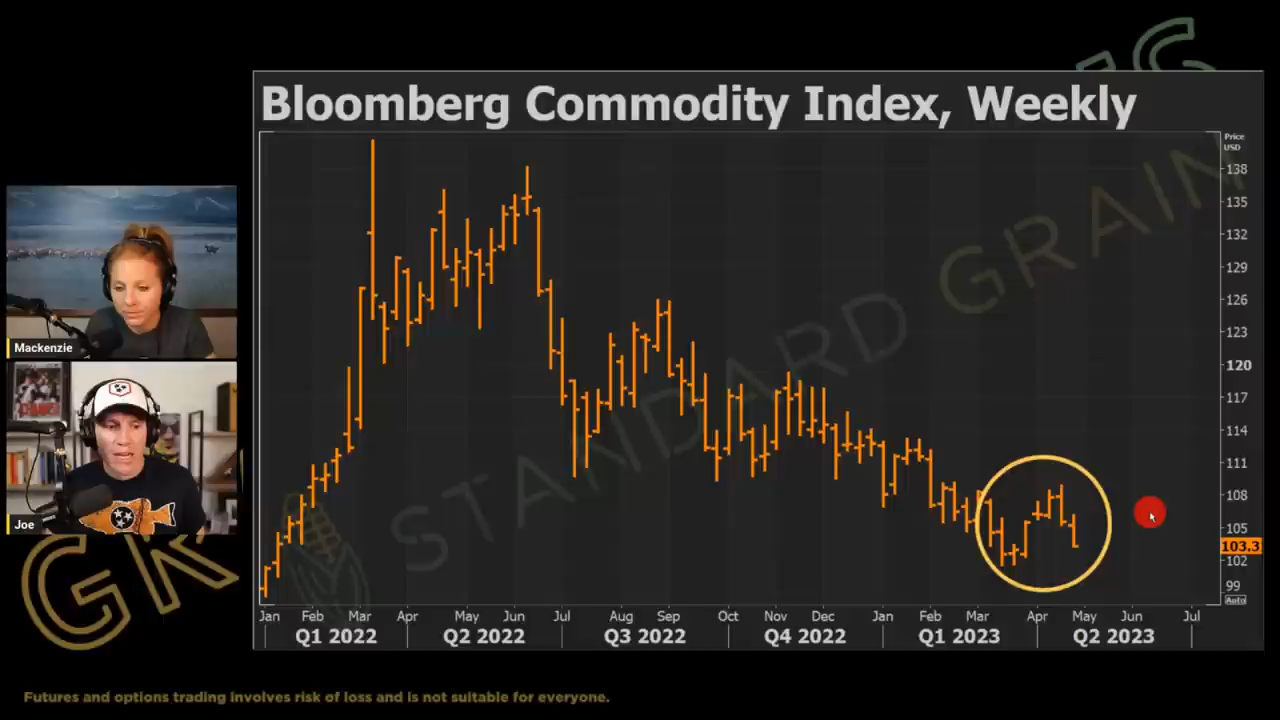 Bloomberg Commodity Index, Weekly
Price
USD
138
135
132
129
126
123
120
117
114
111
108
105
103.3
102
99
Auto
Jan Feb Mar Apr May Jun Jul Aug Sep Oct Nov Dec Jan Feb Mar Apr May Jun Jul
Q1 2022 Q2 2022 Q3 2022 Q4 2022 Q1 2023 Q2 2023
STANDARD GRAIN
Mackenzie
Joe
Futures and options trading involves risk of loss and is not suitable for everyone.